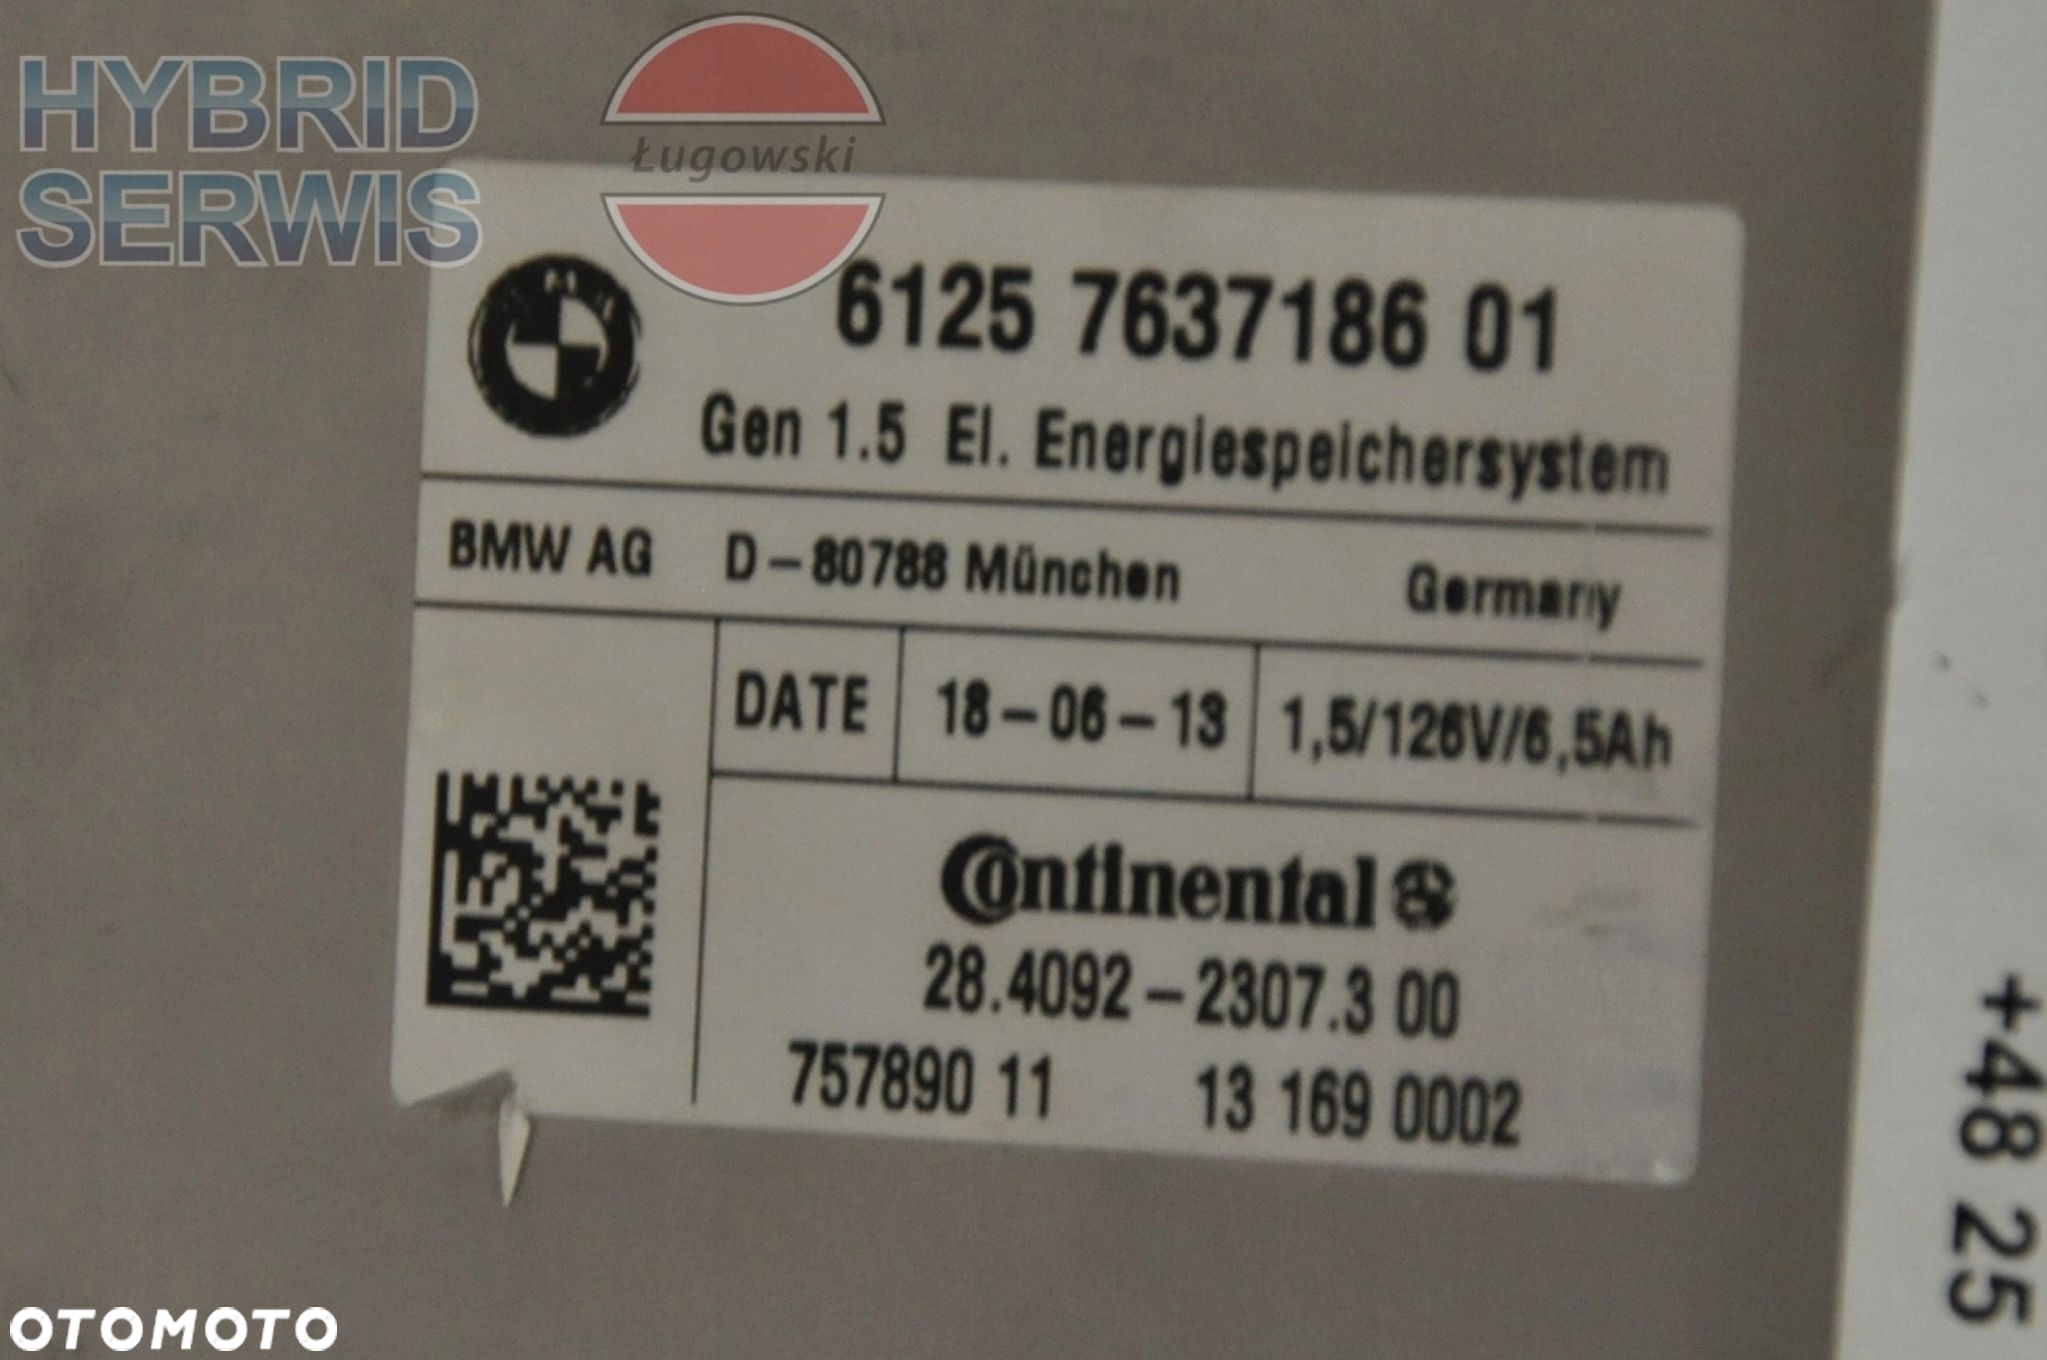 HYBRID
SERWIS
Ługowski
6125 7637186 01
Gen 1.5 El. Energiespeichersystem
BMW AG D-80788 München Germany
DATE 18-06-13 1,5/126V/6,5Ah
Continental
28.4092-2307.3 00
757890 11 13 169 0002
+48 25
OTOMOTO